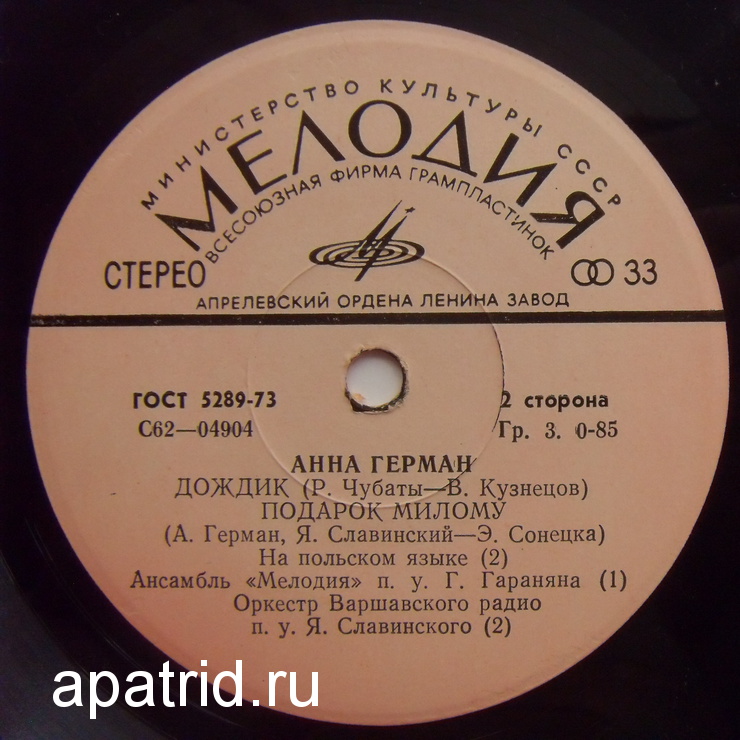 МИНИСТЕРСТВО КУЛЬТУРЫ СССР
МЕЛОДИЯ
ВСЕСОЮЗНАЯ ФИРМА ГРАМПЛАСТИНОК
СТЕРЕО
33
АПРЕЛЕВСКИЙ ОРДЕНА ЛЕНИНА ЗАВОД
ГОСТ 5289-73
2 сторона
С62—04904
Гр. 3. 0-85
АННА ГЕРМАН
ДОЖДИК (Р. Чубаты—В. Кузнецов)
ПОДАРОК МИЛОМУ
(А. Герман, Я. Славинский—Э. Сонецка)
На польском языке (2)
Ансамбль «Мелодия» п. у. Г. Гараняна (1)
Оркестр Варшавского радио
п. у. Я. Славинского (2)
apatrid.ru